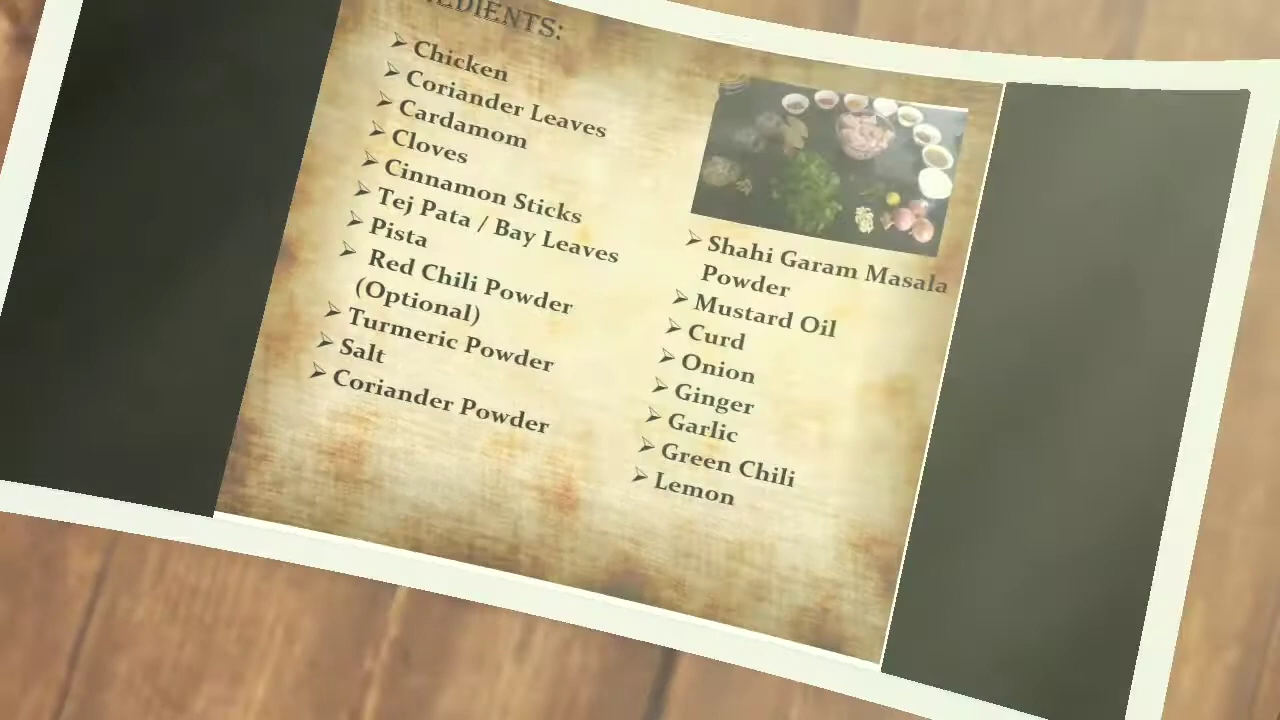 EDIENTS:
➢ Chicken
➢ Coriander Leaves
➢ Cardamom
➢ Cloves
➢ Cinnamon Sticks
➢ Tej Pata / Bay Leaves
➢ Pista
➢ Red Chili Powder
(Optional)
➢ Turmeric Powder
➢ Salt
➢ Coriander Powder
➢ Shahi Garam Masala
Powder
➢ Mustard Oil
➢ Curd
➢ Onion
➢ Ginger
➢ Garlic
➢ Green Chili
➢ Lemon